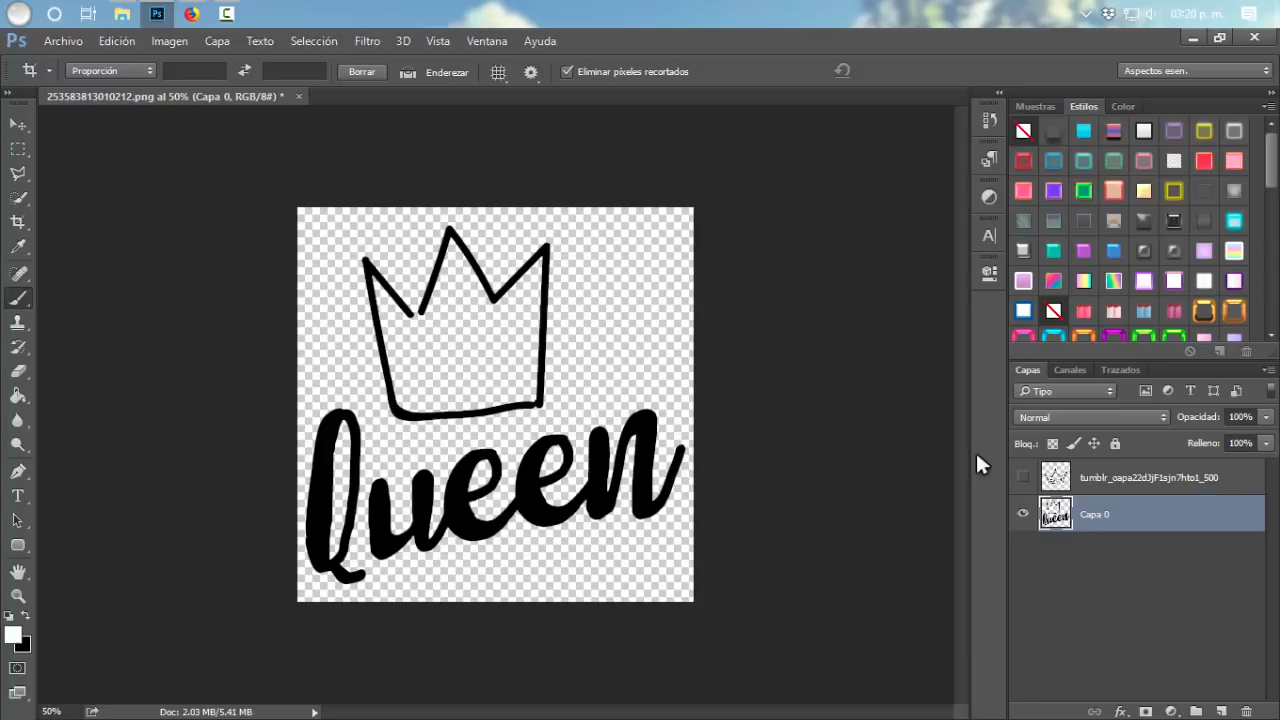 03:20 p. m.
Ps
Archivo Edición Imagen Capa Texto Selección Filtro 3D Vista Ventana Ayuda
Proporción Borrar Enderezar Eliminar píxeles recortados Aspectos esen.
253583813010212.png al 50% (Capa 0, RGB/8#) * ×
Muestras Estilos Color
Queen
Capas Canales Trazados
Tipo
Normal Opacidad: 100%
Bloq.: Relleno: 100%
tumblr_oapa22dJjF1sjn7hto1_500
Capa 0
50% Doc: 2.03 MB/5.41 MB